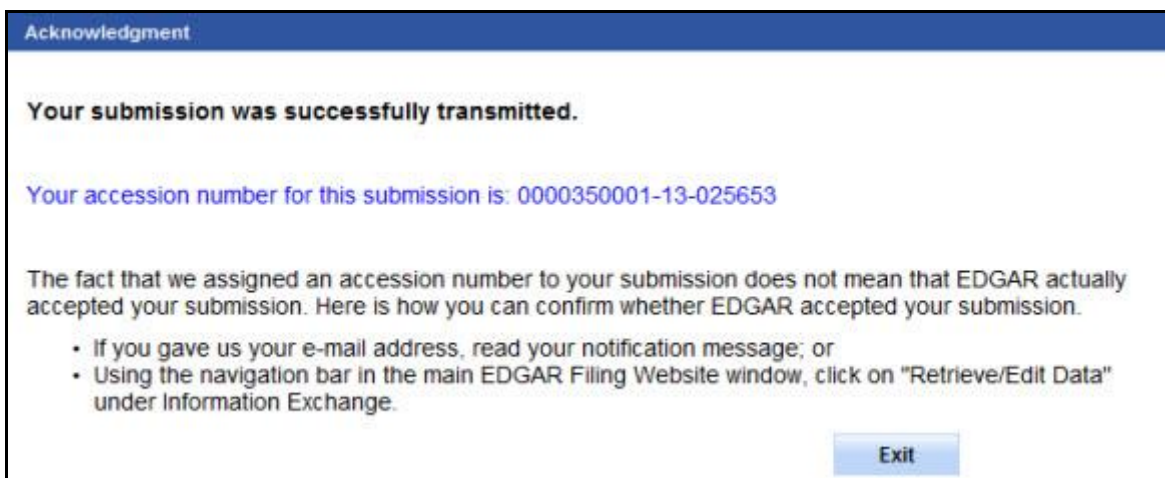 Acknowledgment
Your submission was successfully transmitted.
Your accession number for this submission is: 0000350001-13-025653
The fact that we assigned an accession number to your submission does not mean that EDGAR actually
accepted your submission. Here is how you can confirm whether EDGAR accepted your submission.
• If you gave us your e-mail address, read your notification message; or
• Using the navigation bar in the main EDGAR Filing Website window, click on "Retrieve/Edit Data"
under Information Exchange.
Exit